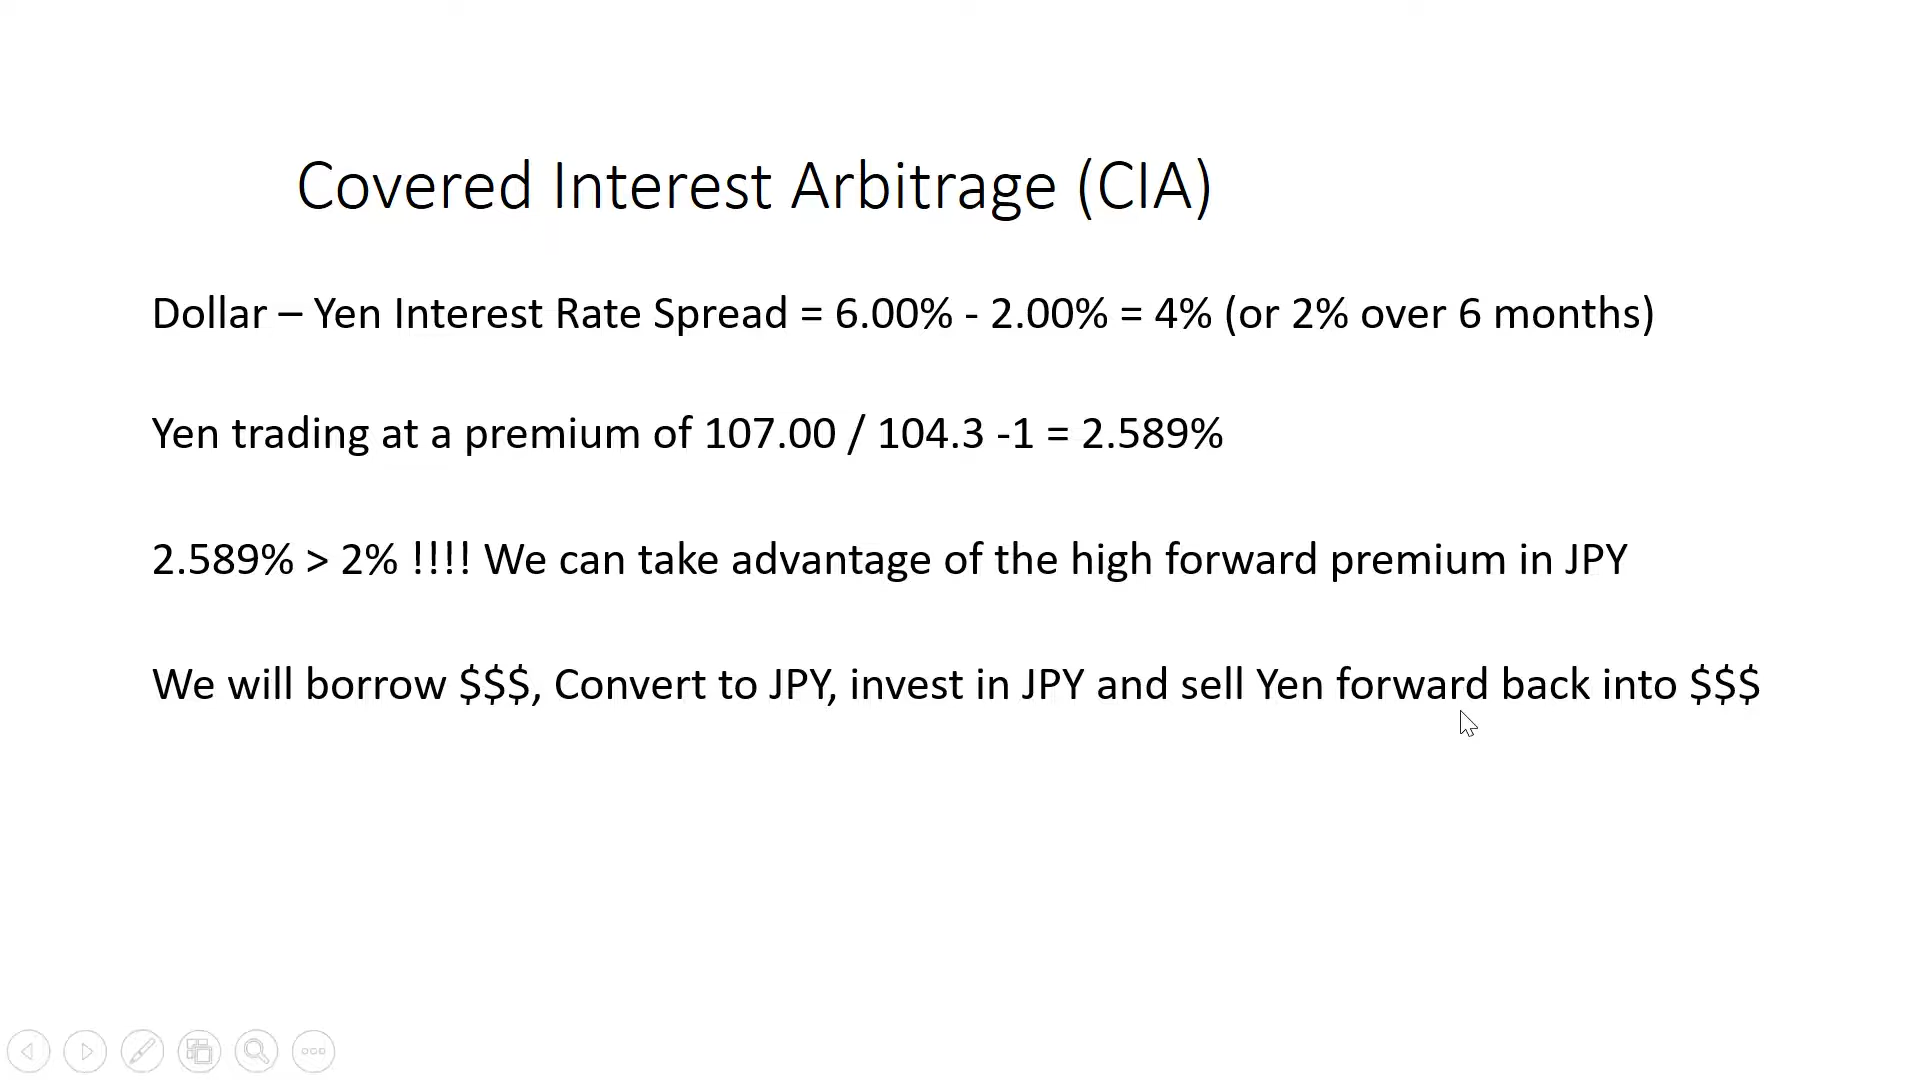 Covered Interest Arbitrage (CIA)
Dollar – Yen Interest Rate Spread = 6.00% - 2.00% = 4% (or 2% over 6 months)
Yen trading at a premium of 107.00 / 104.3 -1 = 2.589%
2.589% > 2% !!!! We can take advantage of the high forward premium in JPY
We will borrow $$$, Convert to JPY, invest in JPY and sell Yen forward back into $$$